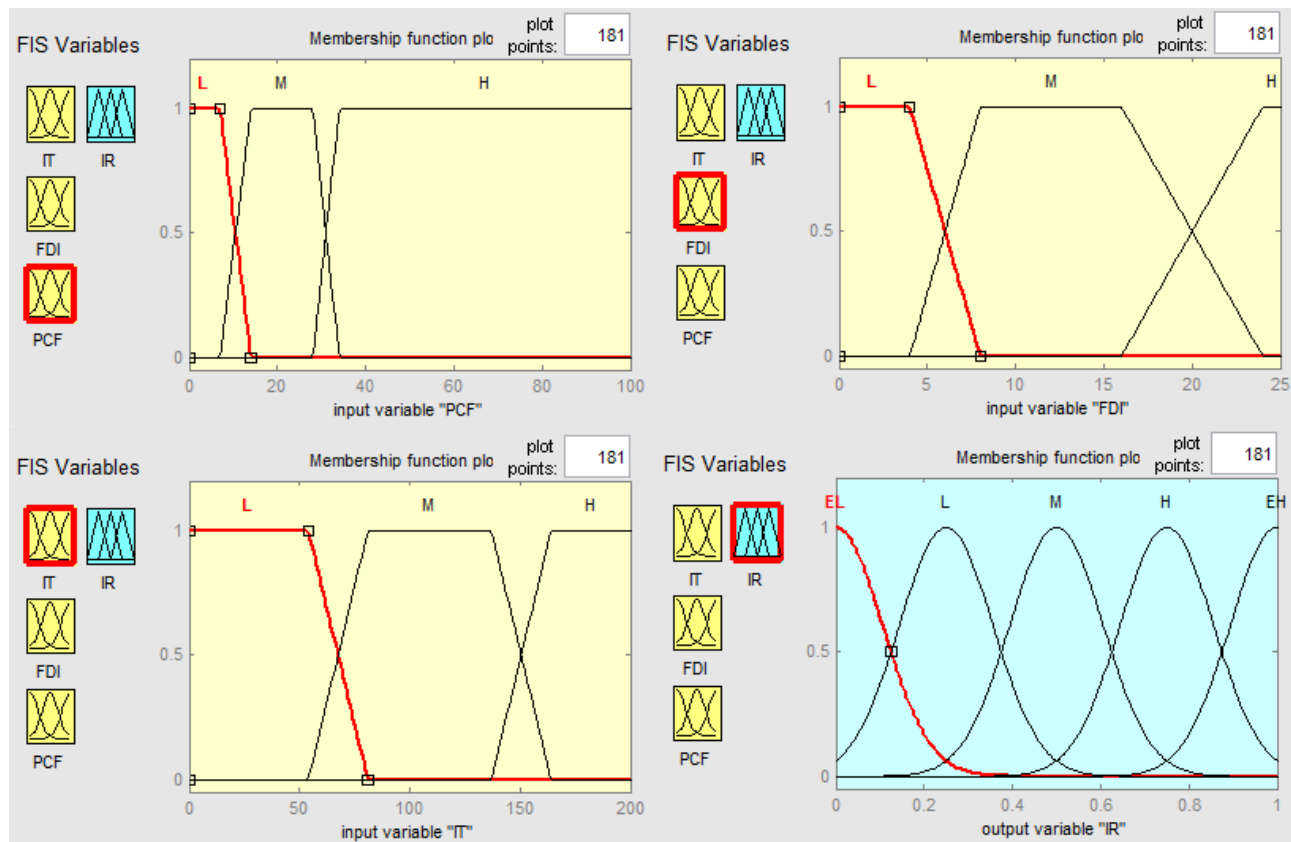 FIS Variables
IT IR
FDI
PCF
Membership function plo
plot
points: 181
L M H
1
0.5
0
0 20 40 60 80 100
input variable "PCF"
FIS Variables
IT IR
FDI
PCF
Membership function plo
plot
points: 181
L M H
1
0.5
0
0 5 10 15 20 25
input variable "FDI"
FIS Variables
IT IR
FDI
PCF
Membership function plo
plot
points: 181
L M H
1
0.5
0
0 50 100 150 200
input variable "IT"
FIS Variables
IT IR
FDI
PCF
Membership function plo
plot
points: 181
EL L M H EH
1
0.5
0
0 0.2 0.4 0.6 0.8 1
output variable "IR"